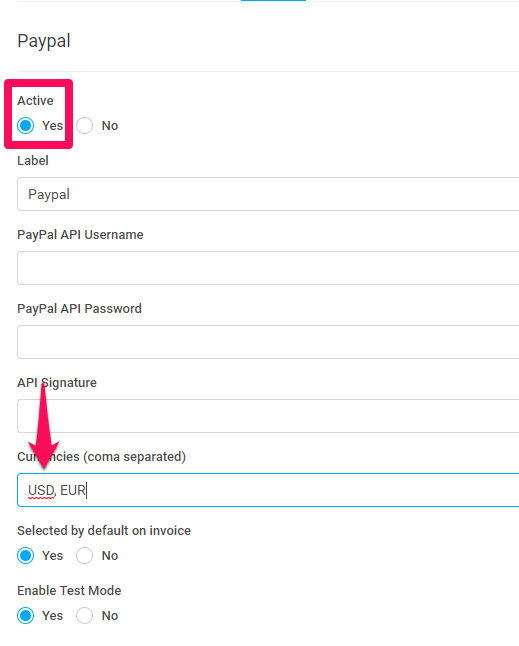 Paypal
Active
Yes No
Label
Paypal
PayPal API Username
PayPal API Password
API Signature
Currencies (coma separated)
USD, EUR
Selected by default on invoice
Yes No
Enable Test Mode
Yes No